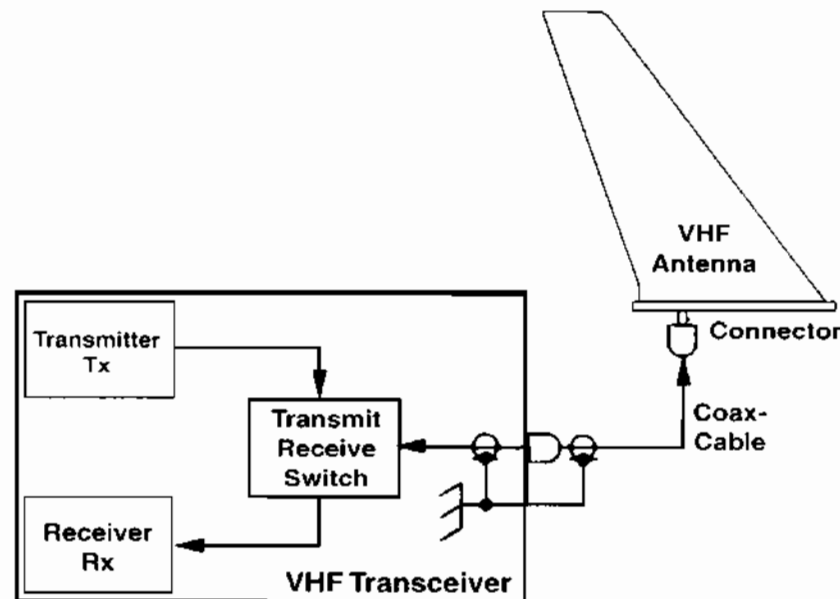 VHF
Antenna
Connector
Transmitter
Tx
Transmit
Receive
Switch
Coax-
Cable
Receiver
Rx
VHF Transceiver